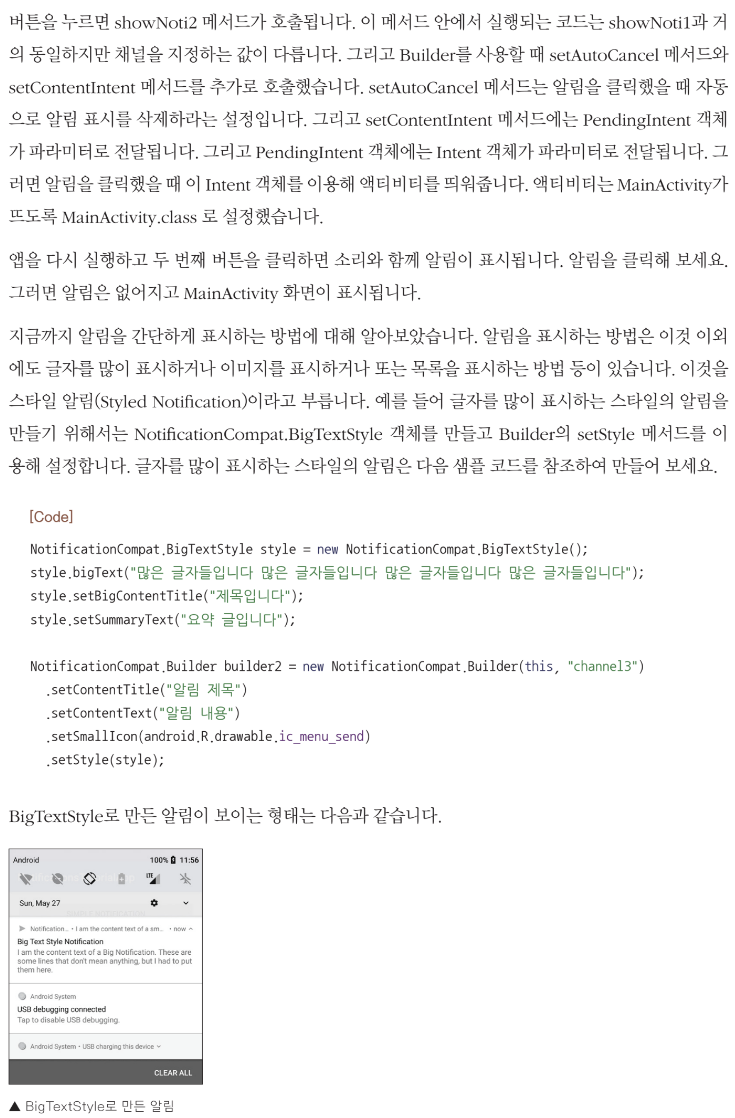 버튼을 누르면 showNoti2 메서드가 호출됩니다. 이 메서드 안에서 실행되는 코드는 showNoti1과 거
의 동일하지만 채널을 지정하는 값이 다릅니다. 그리고 Builder를 사용할 때 setAutoCancel 메서드와
setContentIntent 메서드를 추가로 호출했습니다. setAutoCancel 메서드는 알림을 클릭했을 때 자동
으로 알림 표시를 삭제하라는 설정입니다. 그리고 setContentIntent 메서드에는 PendingIntent 객체
가 파라미터로 전달됩니다. 그리고 PendingIntent 객체에는 Intent 객체가 파라미터로 전달됩니다. 그
러면 알림을 클릭했을 때 이 Intent 객체를 이용해 액티비티를 띄워줍니다. 액티비티는 MainActivity가
뜨도록 MainActivity.class 로 설정했습니다.
앱을 다시 실행하고 두 번째 버튼을 클릭하면 소리와 함께 알림이 표시됩니다. 알림을 클릭해 보세요.
그러면 알림은 없어지고 MainActivity 화면이 표시됩니다.
지금까지 알림을 간단하게 표시하는 방법에 대해 알아보았습니다. 알림을 표시하는 방법은 이것 이외
에도 글자를 많이 표시하거나 이미지를 표시하거나 또는 목록을 표시하는 방법 등이 있습니다. 이것을
스타일 알림(Styled Notification)이라고 부릅니다. 예를 들어 글자를 많이 표시하는 스타일의 알림을
만들기 위해서는 NotificationCompat.BigTextStyle 객체를 만들고 Builder의 setStyle 메서드를 이
용해 설정합니다. 글자를 많이 표시하는 스타일의 알림은 다음 샘플 코드를 참조하여 만들어 보세요.
[Code]
NotificationCompat.BigTextStyle style = new NotificationCompat.BigTextStyle();
style.bigText("많은 글자들입니다 많은 글자들입니다 많은 글자들입니다 많은 글자들입니다");
style.setBigContentTitle("제목입니다");
style.setSummaryText("요약 글입니다");
NotificationCompat.Builder builder2 = new NotificationCompat.Builder(this, "channel3")
.setContentTitle("알림 제목")
.setContentText("알림 내용")
.setSmallIcon(android.R.drawable.ic_menu_send)
.setStyle(style);
BigTextStyle로 만든 알림이 보이는 형태는 다음과 같습니다.
Android 100% 11:56
LTE
Sun, May 27
Notification... • I am the content text of a sm... • now
Big Text Style Notification
I am the content text of a Big Notification. These are
some lines that don't mean anything, but I had to put
them here.
Android System
USB debugging connected
Tap to disable USB debugging.
Android System • USB charging this device
CLEAR ALL
▲ BigTextStyle로 만든 알림